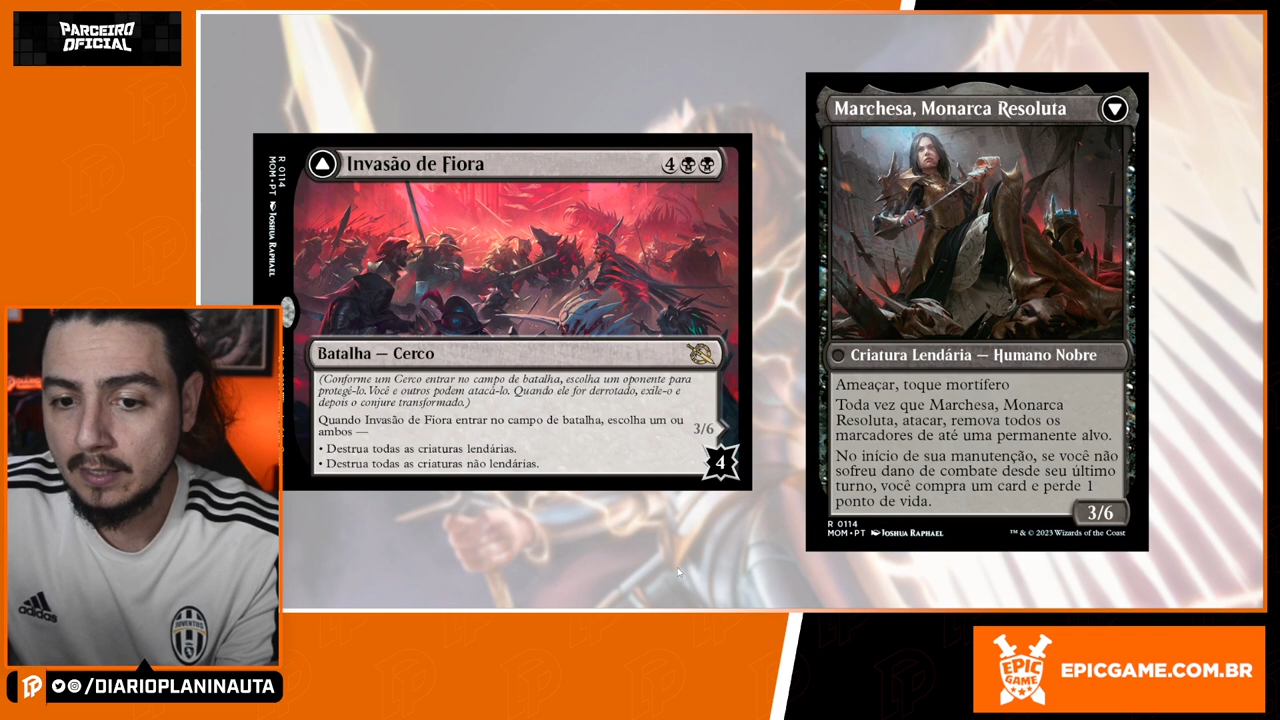 PARCEIRO
OFICIAL
R 0114
MOM • PT JOSHUA RAPHAEL
Invasão de Fiora
4
Batalha — Cerco
(Conforme um Cerco entrar no campo de batalha, escolha um oponente para
protegê-lo. Você e outros podem atacá-lo. Quando ele for derrotado, exile-o e
depois o conjure transformado.)
Quando Invasão de Fiora entrar no campo de batalha, escolha um ou
ambos —
• Destrua todas as criaturas lendárias.
• Destrua todas as criaturas não lendárias.
3/6
4
Marchesa, Monarca Resoluta
Criatura Lendária — Humano Nobre
Ameaçar, toque mortífero
Toda vez que Marchesa, Monarca
Resoluta, atacar, remova todos os
marcadores de até uma permanente alvo.
No início de sua manutenção, se você não
sofreu dano de combate desde seu último
turno, você compra um card e perde 1
ponto de vida.
3/6
R 0114
MOM • PT JOSHUA RAPHAEL
™ & © 2023 Wizards of the Coast
adidas
JUVENTUS
/DIARIOPLANINAUTA
EPIC
GAME
EPICGAME.COM.BR